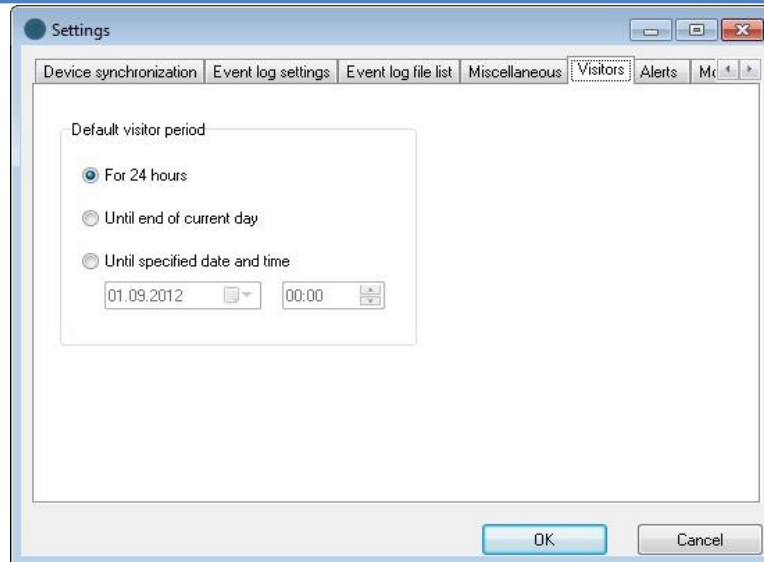 Settings
Device synchronization Event log settings Event log file list Miscellaneous Visitors Alerts
Default visitor period
For 24 hours
Until end of current day
Until specified date and time
01.09.2012 00:00
OK Cancel